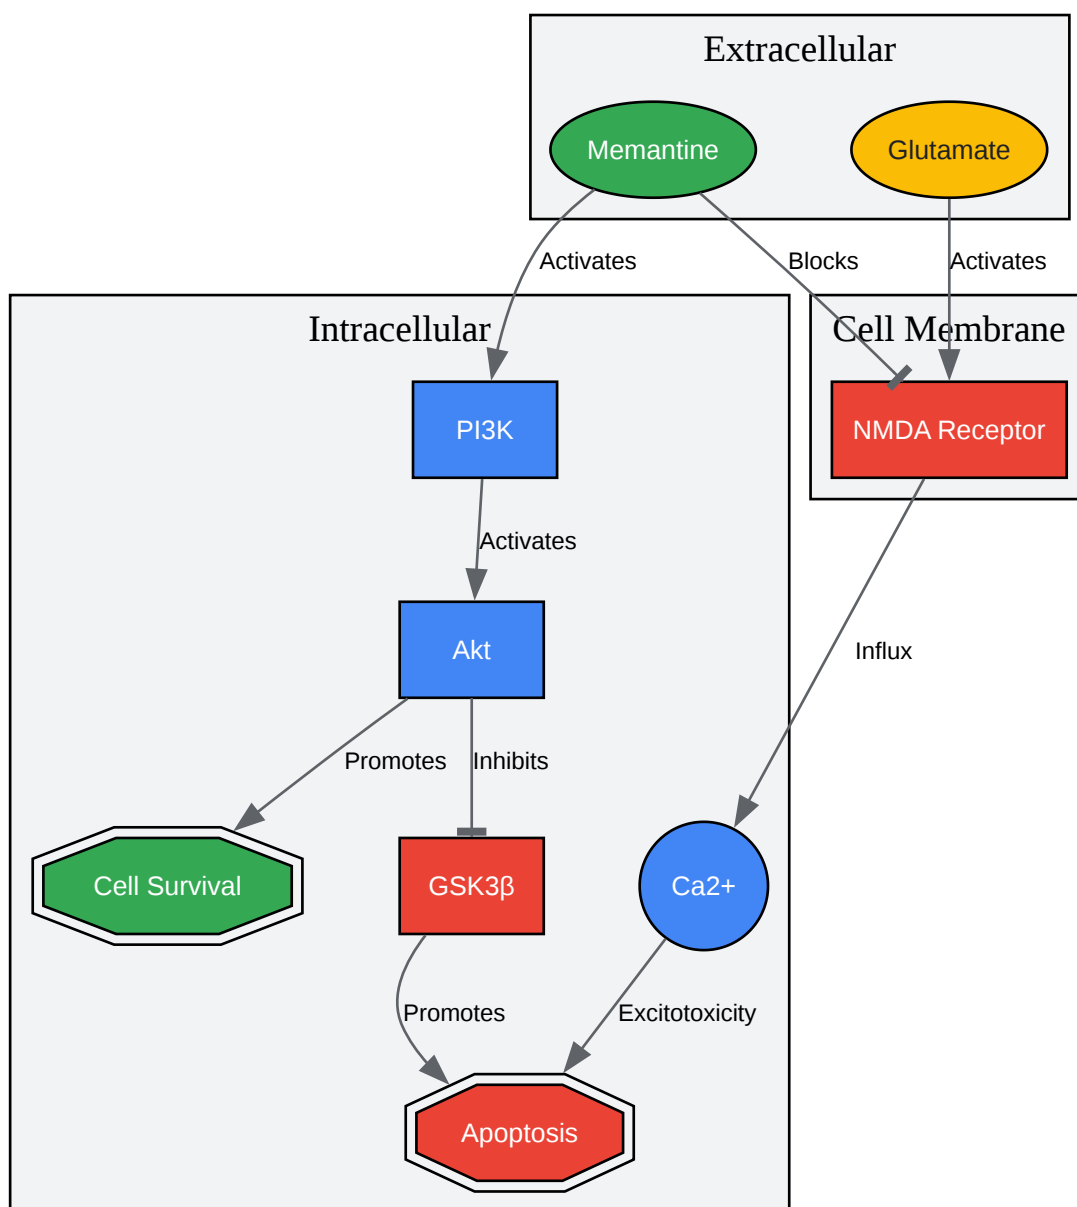 Extracellular
Memantine
Glutamate
Activates
Blocks
Activates
Intracellular
Cell Membrane
PI3K
NMDA Receptor
Activates
Akt
Influx
Promotes
Inhibits
Cell Survival
GSK3β
Ca2+
Promotes
Excitotoxicity
Apoptosis